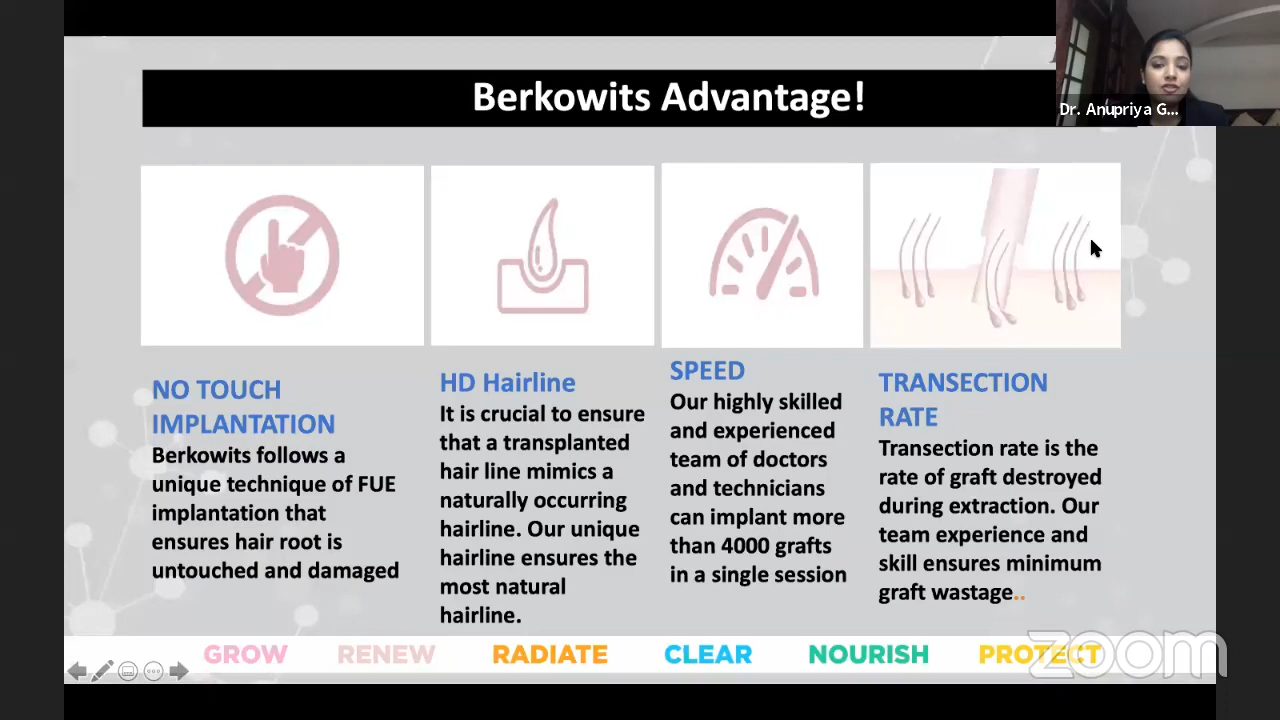 Berkowits Advantage!
Dr. Anupriya G...
NO TOUCH
IMPLANTATION
Berkowits follows a
unique technique of FUE
implantation that
ensures hair root is
untouched and damaged
HD Hairline
It is crucial to ensure
that a transplanted
hair line mimics a
naturally occurring
hairline. Our unique
hairline ensures the
most natural
hairline.
SPEED
Our highly skilled
and experienced
team of doctors
and technicians
can implant more
than 4000 grafts
in a single session
TRANSECTION
RATE
Transection rate is the
rate of graft destroyed
during extraction. Our
team experience and
skill ensures minimum
graft wastage..
GROW RENEW RADIATE CLEAR NOURISH PROTECT
zoom